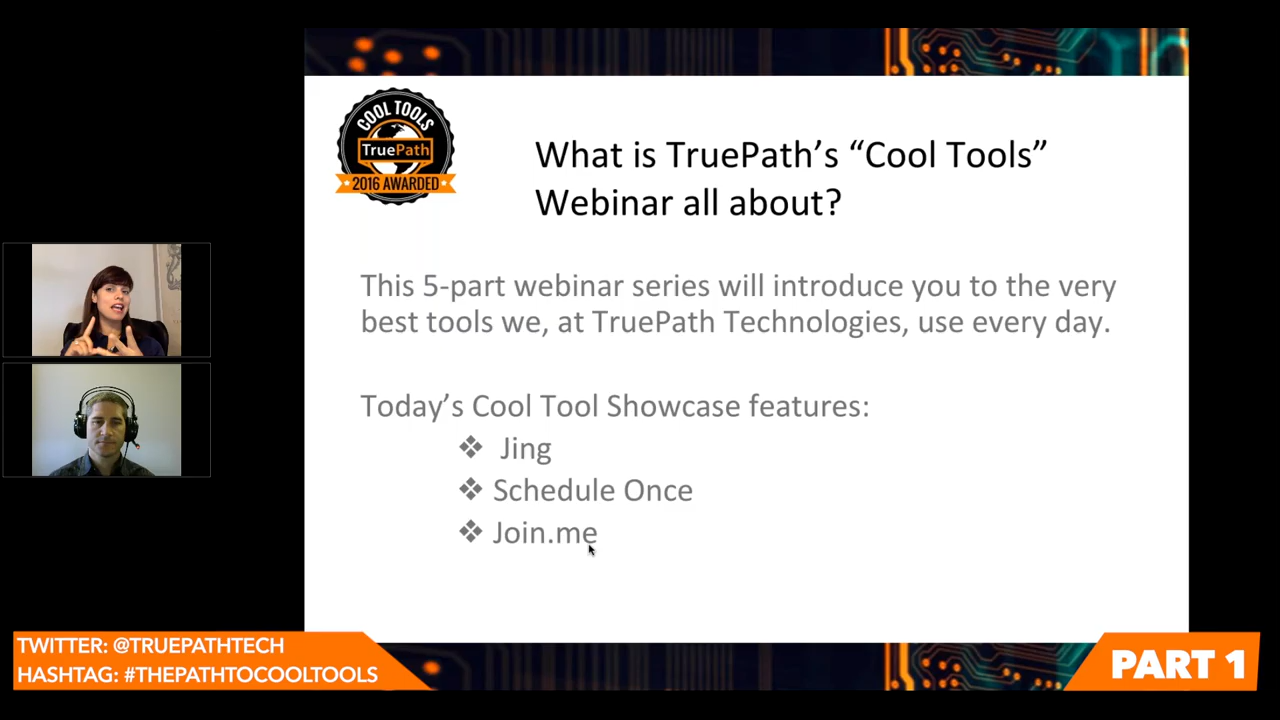 COOL TOOLS
TruePath
2016 AWARDED
What is TruePath’s “Cool Tools”
Webinar all about?
This 5-part webinar series will introduce you to the very
best tools we, at TruePath Technologies, use every day.
Today’s Cool Tool Showcase features:
❖ Jing
❖ Schedule Once
❖ Join.me
TWITTER: @TRUEPATHTECH
HASHTAG: #THEPATHTOCOOLTOOLS
PART 1